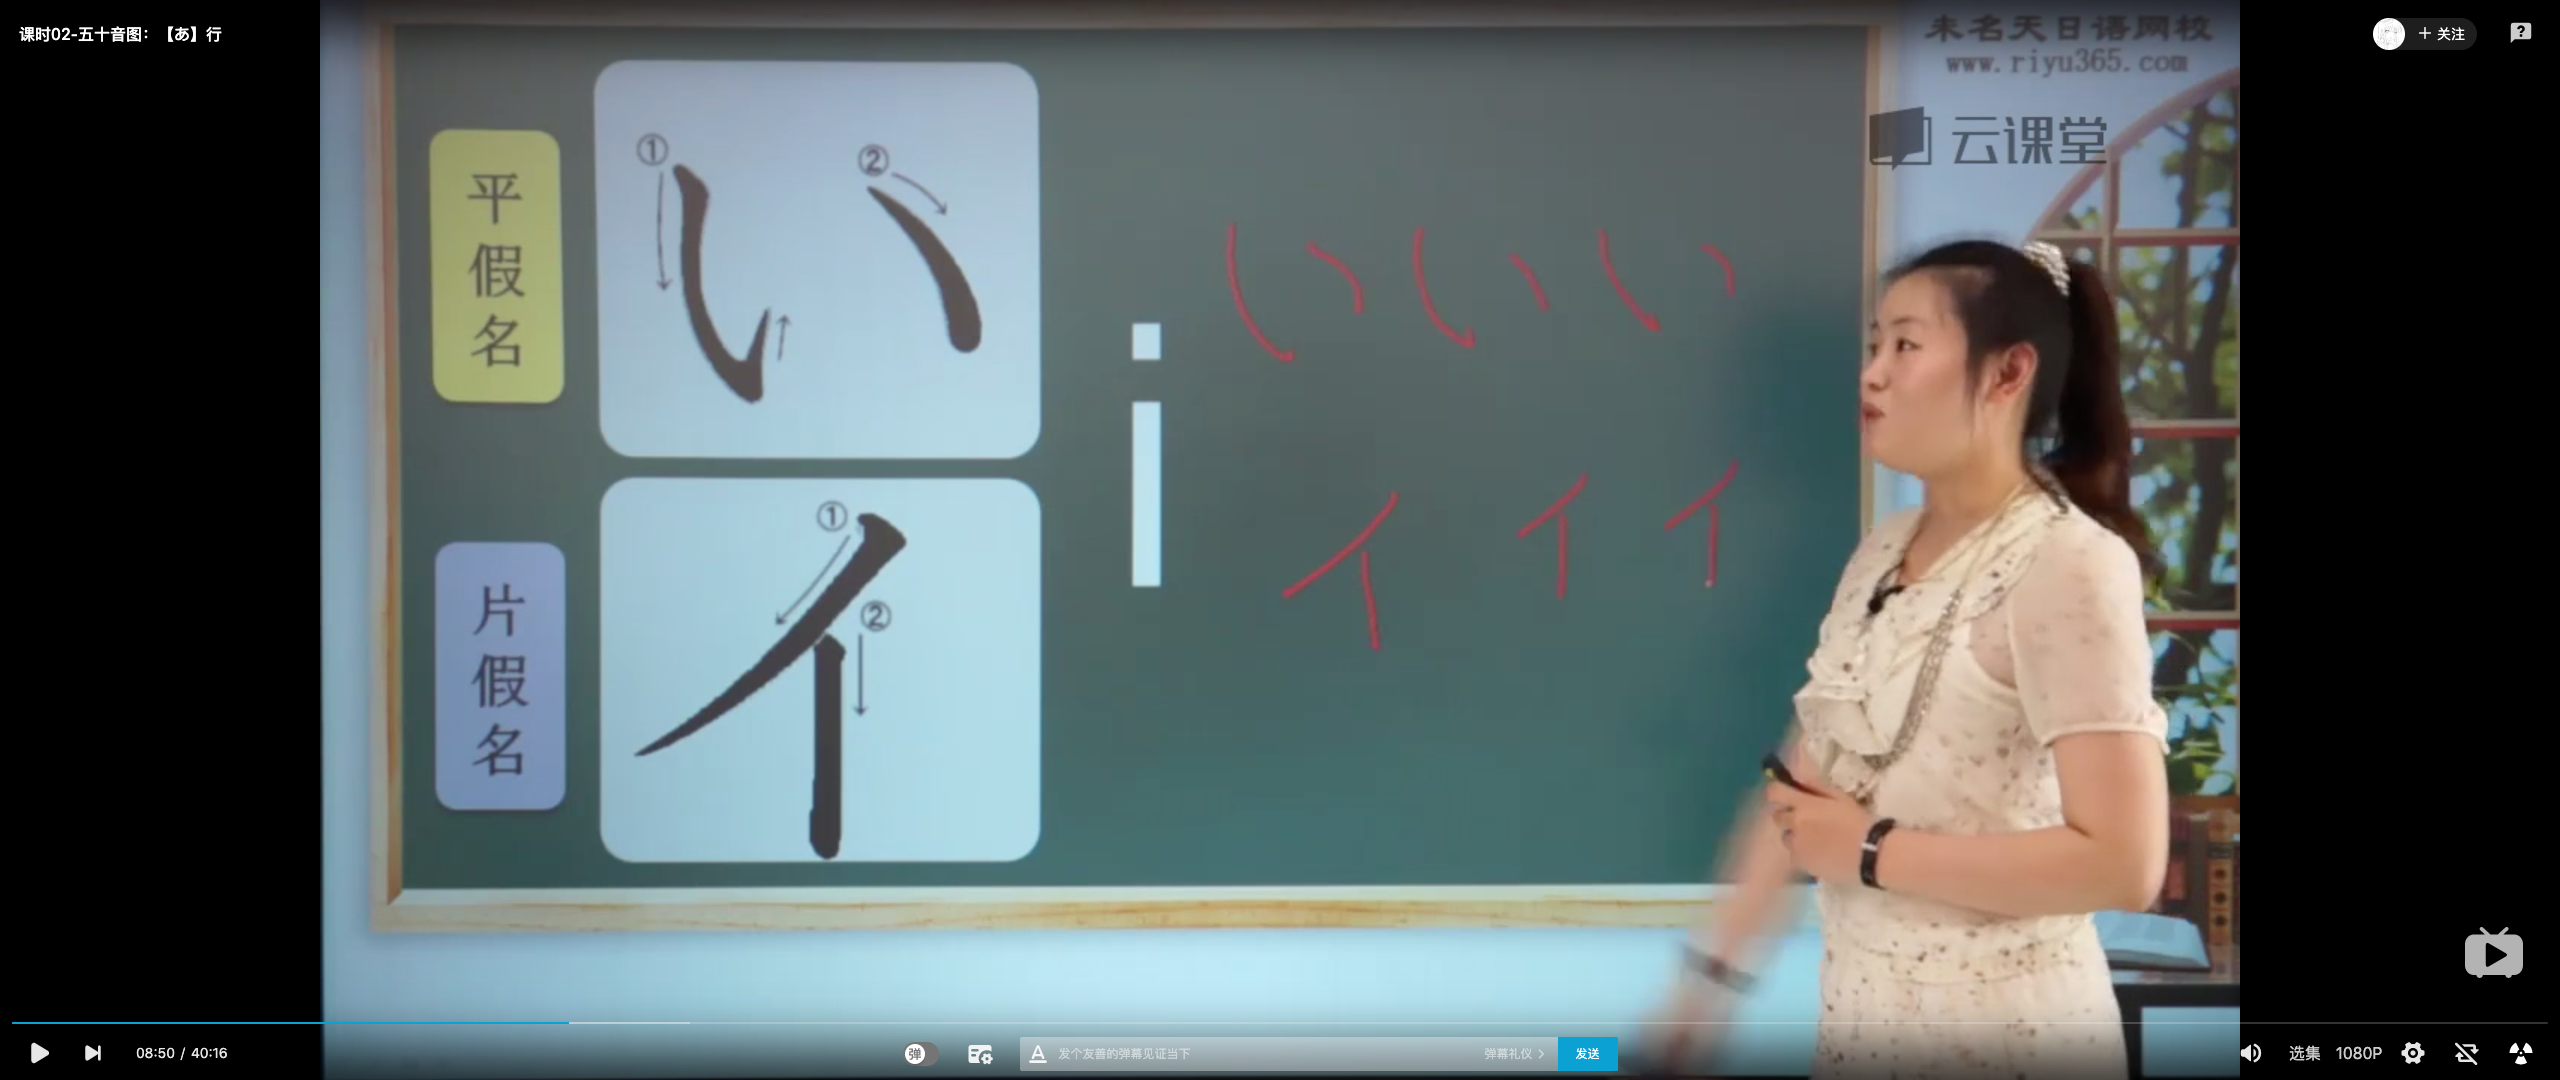 课时02-五十音图：【あ】行
+ 关注
未名天日语网校
www.riyu365.com
云课堂
平假名
① い ②
i
い い い
片假名
① イ ②
イ イ イ
08:50 / 40:16
弹
发个友善的弹幕见证当下
弹幕礼仪 >
发送
选集
1080P